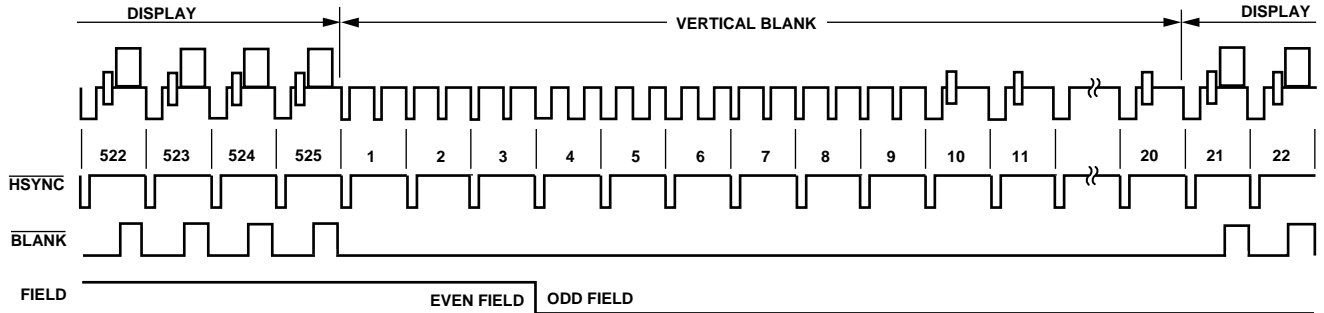 DISPLAY VERTICAL BLANK DISPLAY
522 523 524 525 1 2 3 4 5 6 7 8 9 10 11 20 21 22
HSYNC
BLANK
FIELD EVEN FIELD ODD FIELD